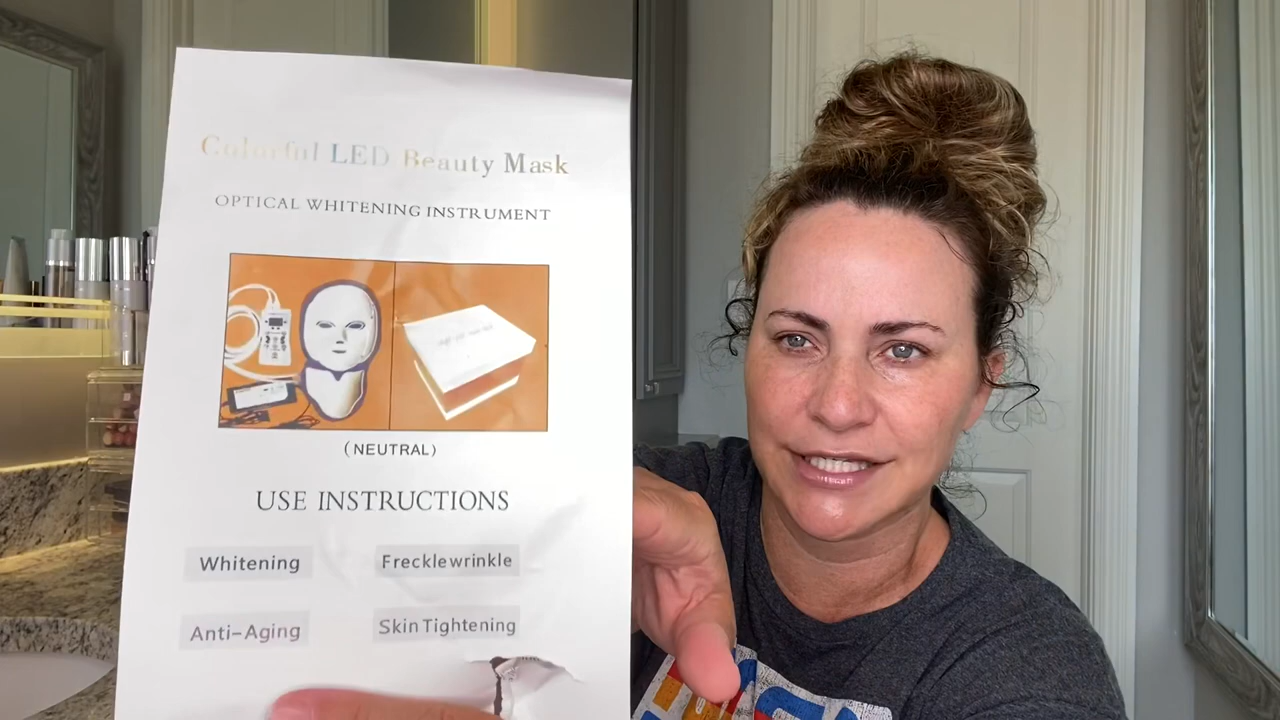 Colorful LED Beauty Mask
OPTICAL WHITENING INSTRUMENT
(NEUTRAL)
USE INSTRUCTIONS
Whitening
Frecklewrinkle
Anti-Aging
Skin Tightening